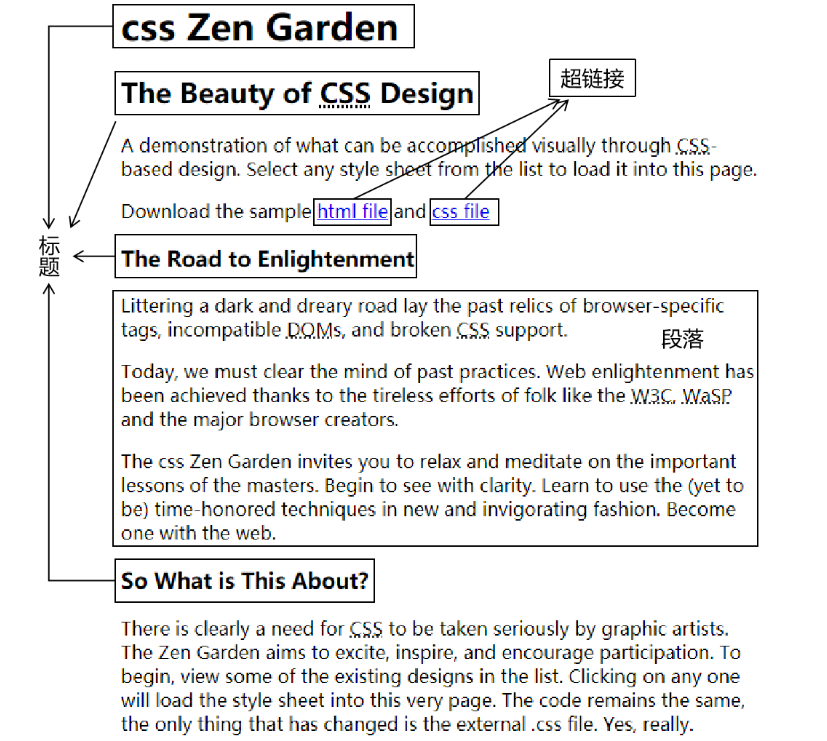 css Zen Garden
The Beauty of CSS Design
超链接
A demonstration of what can be accomplished visually through CSS-
based design. Select any style sheet from the list to load it into this page.
Download the sample html file and css file
标题
The Road to Enlightenment
Littering a dark and dreary road lay the past relics of browser-specific
tags, incompatible DOMs, and broken CSS support.
段落
Today, we must clear the mind of past practices. Web enlightenment has
been achieved thanks to the tireless efforts of folk like the W3C, WaSP
and the major browser creators.
The css Zen Garden invites you to relax and meditate on the important
lessons of the masters. Begin to see with clarity. Learn to use the (yet to
be) time-honored techniques in new and invigorating fashion. Become
one with the web.
So What is This About?
There is clearly a need for CSS to be taken seriously by graphic artists.
The Zen Garden aims to excite, inspire, and encourage participation. To
begin, view some of the existing designs in the list. Clicking on any one
will load the style sheet into this very page. The code remains the same,
the only thing that has changed is the external .css file. Yes, really.